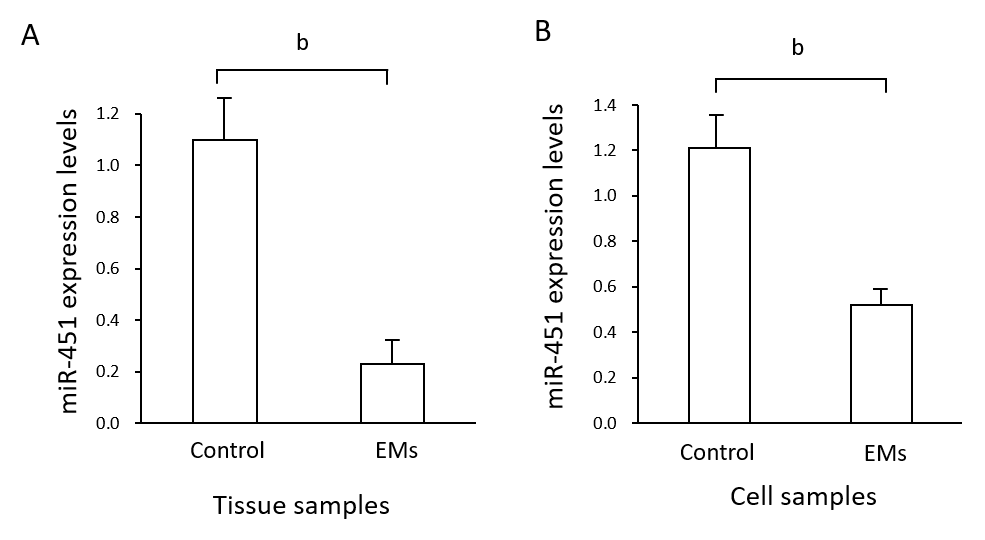 A
b
miR-451 expression levels
1.2
1.0
0.8
0.6
0.4
0.2
0.0
Control EMs
Tissue samples
B
b
miR-451 expression levels
1.4
1.2
1.0
0.8
0.6
0.4
0.2
0.0
Control EMs
Cell samples